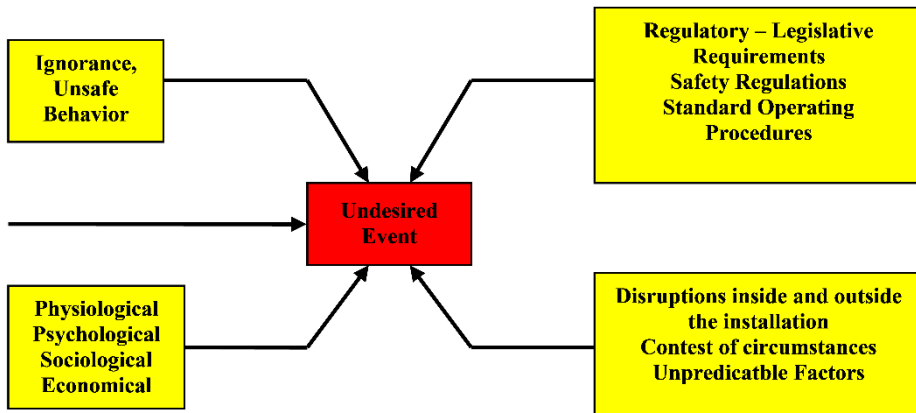 Ignorance,
Unsafe
Behavior
Regulatory – Legislative
Requirements
Safety Regulations
Standard Operating
Procedures
Undesired
Event
Physiological
Psychological
Sociological
Economical
Disruptions inside and outside
the installation
Contest of circumstances
Unpredicatble Factors